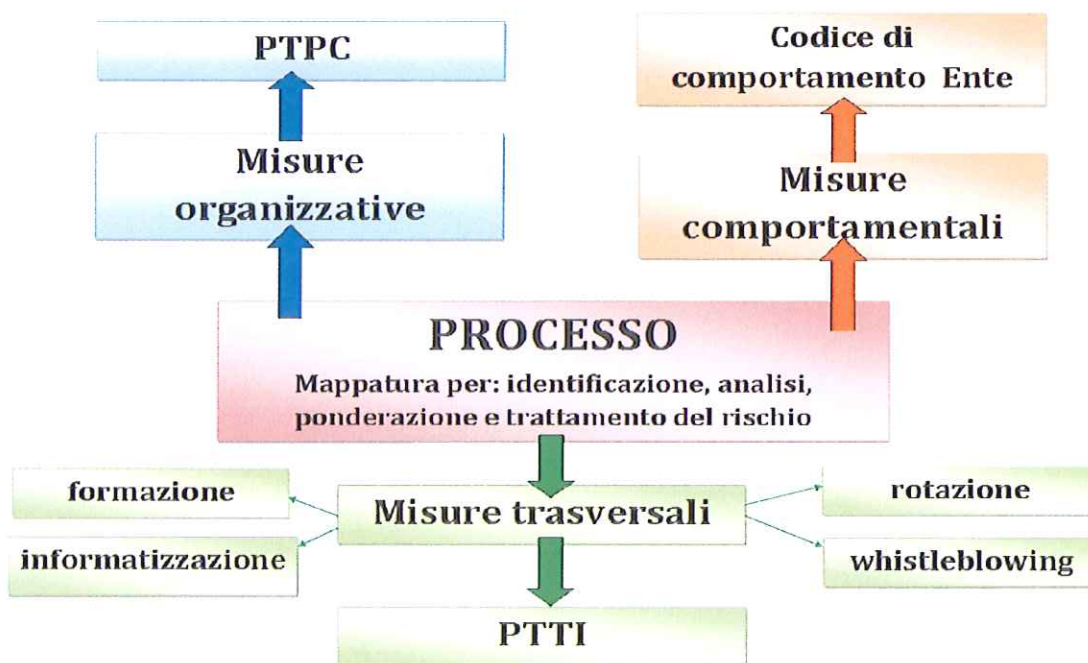 PTPC
Codice di
comportamento Ente
Misure
organizzative
Misure
comportamentali
PROCESSO
Mappatura per: identificazione, analisi,
ponderazione e trattamento del rischio
formazione
Misure trasversali
rotazione
informatizzazione
whistleblowing
PTTI